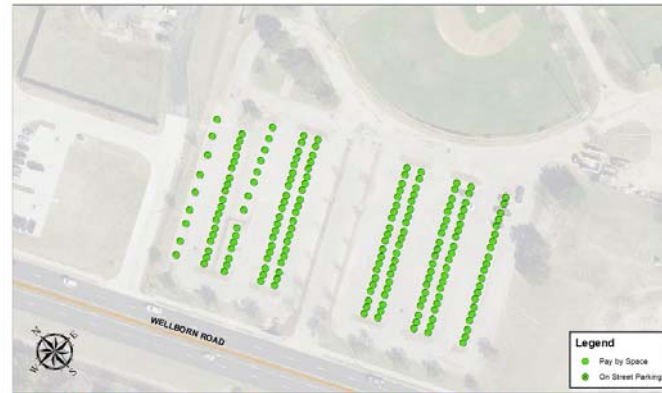 WELLBORN ROAD
N
E
W
S
Legend
Pay by Space
On Street Parking